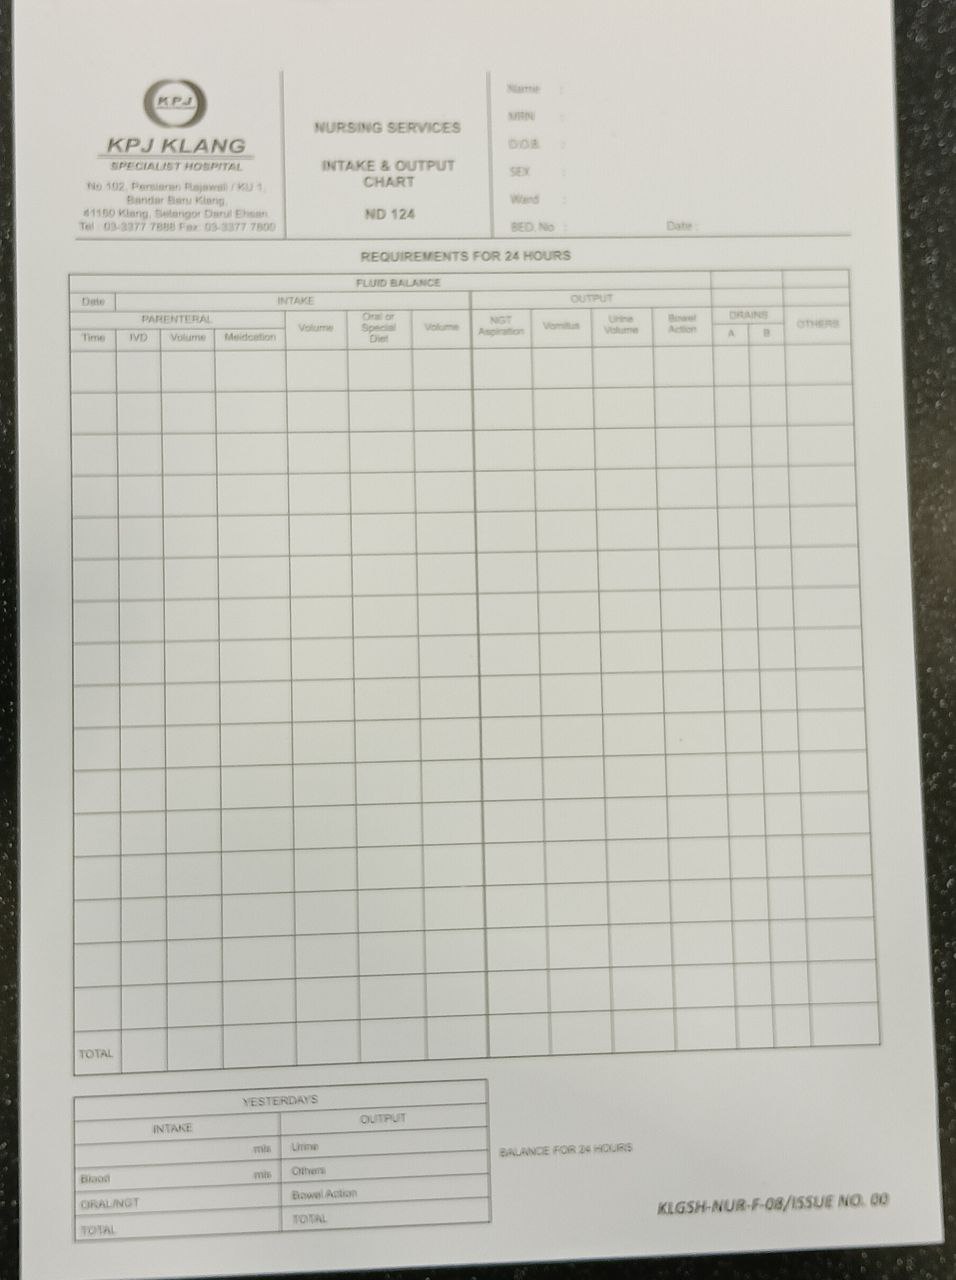 KPJ
KPJ KLANG
SPECIALIST HOSPITAL
No 102, Persiaran Rajawali / KU 1,
Bandar Baru Klang,
41150 Klang, Selangor Darul Ehsan.
Tel : 03-3377 7888 Fax: 03-3377 7800
NURSING SERVICES
INTAKE & OUTPUT
CHART
ND 124
Name :
MRN :
D.O.B. :
SEX :
Ward :
BED. No : Date :
REQUIREMENTS FOR 24 HOURS
FLUID BALANCE
Date INTAKE OUTPUT
PARENTERAL Volume Oral or Special Diet Volume NGT Aspiration Vomitus Urine Volume Bowel Action DRAINS OTHERS
Time IVD Volume Meidcation A B
TOTAL
YESTERDAYS
INTAKE OUTPUT
mls Urine
Blood mls Others
ORAL/NGT Bowel Action
TOTAL TOTAL
BALANCE FOR 24 HOURS
KLGSH-NUR-F-08/ISSUE NO. 00